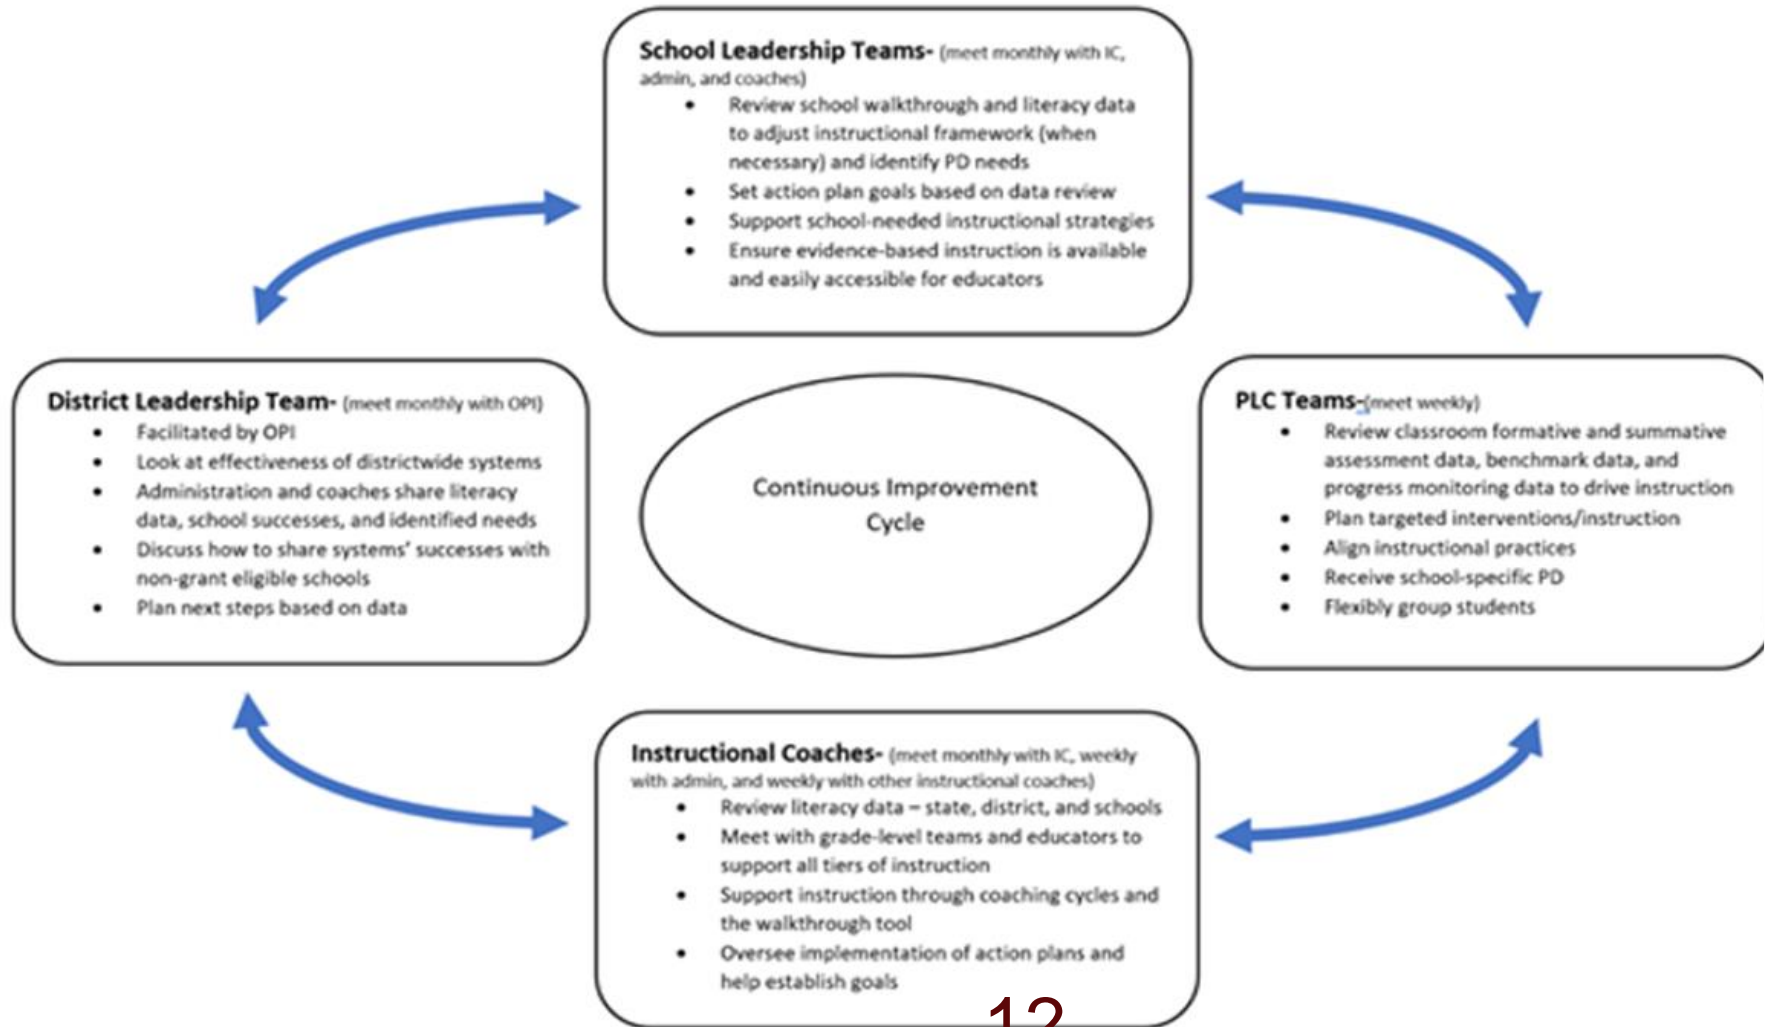 School Leadership Teams- (meet monthly with IC,
admin, and coaches)
• Review school walkthrough and literacy data
to adjust instructional framework (when
necessary) and identify PD needs
• Set action plan goals based on data review
• Support school-needed instructional strategies
• Ensure evidence-based instruction is available
and easily accessible for educators
District Leadership Team- (meet monthly with OPI)
• Facilitated by OPI
• Look at effectiveness of districtwide systems
• Administration and coaches share literacy
data, school successes, and identified needs
• Discuss how to share systems' successes with
non-grant eligible schools
• Plan next steps based on data
Continuous Improvement
Cycle
PLC Teams-(meet weekly)
• Review classroom formative and summative
assessment data, benchmark data, and
progress monitoring data to drive instruction
• Plan targeted interventions/instruction
• Align instructional practices
• Receive school-specific PD
• Flexibly group students
Instructional Coaches- (meet monthly with IC, weekly
with admin, and weekly with other instructional coaches)
• Review literacy data – state, district, and schools
• Meet with grade-level teams and educators to
support all tiers of instruction
• Support instruction through coaching cycles and
the walkthrough tool
• Oversee implementation of action plans and
help establish goals
12